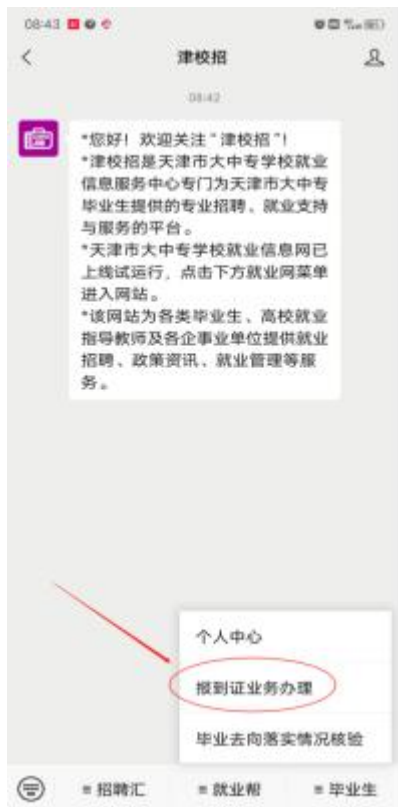 08:43
津校招
08:42
*您好！欢迎关注"津校招"！
*津校招是天津市大中专学校就业
信息服务中心专门为天津市大中专
毕业生提供的专业招聘、就业支持
与服务的平台。
*天津市大中专学校就业信息网已
上线试运行，点击下方就业网菜单
进入网站。
*该网站为各类毕业生、高校就业
指导教师及各企事业单位提供就业
招聘、政策资讯、就业管理等服
务。
个人中心
报到证业务办理
毕业去向落实情况核验
招聘汇 就业帮 毕业生